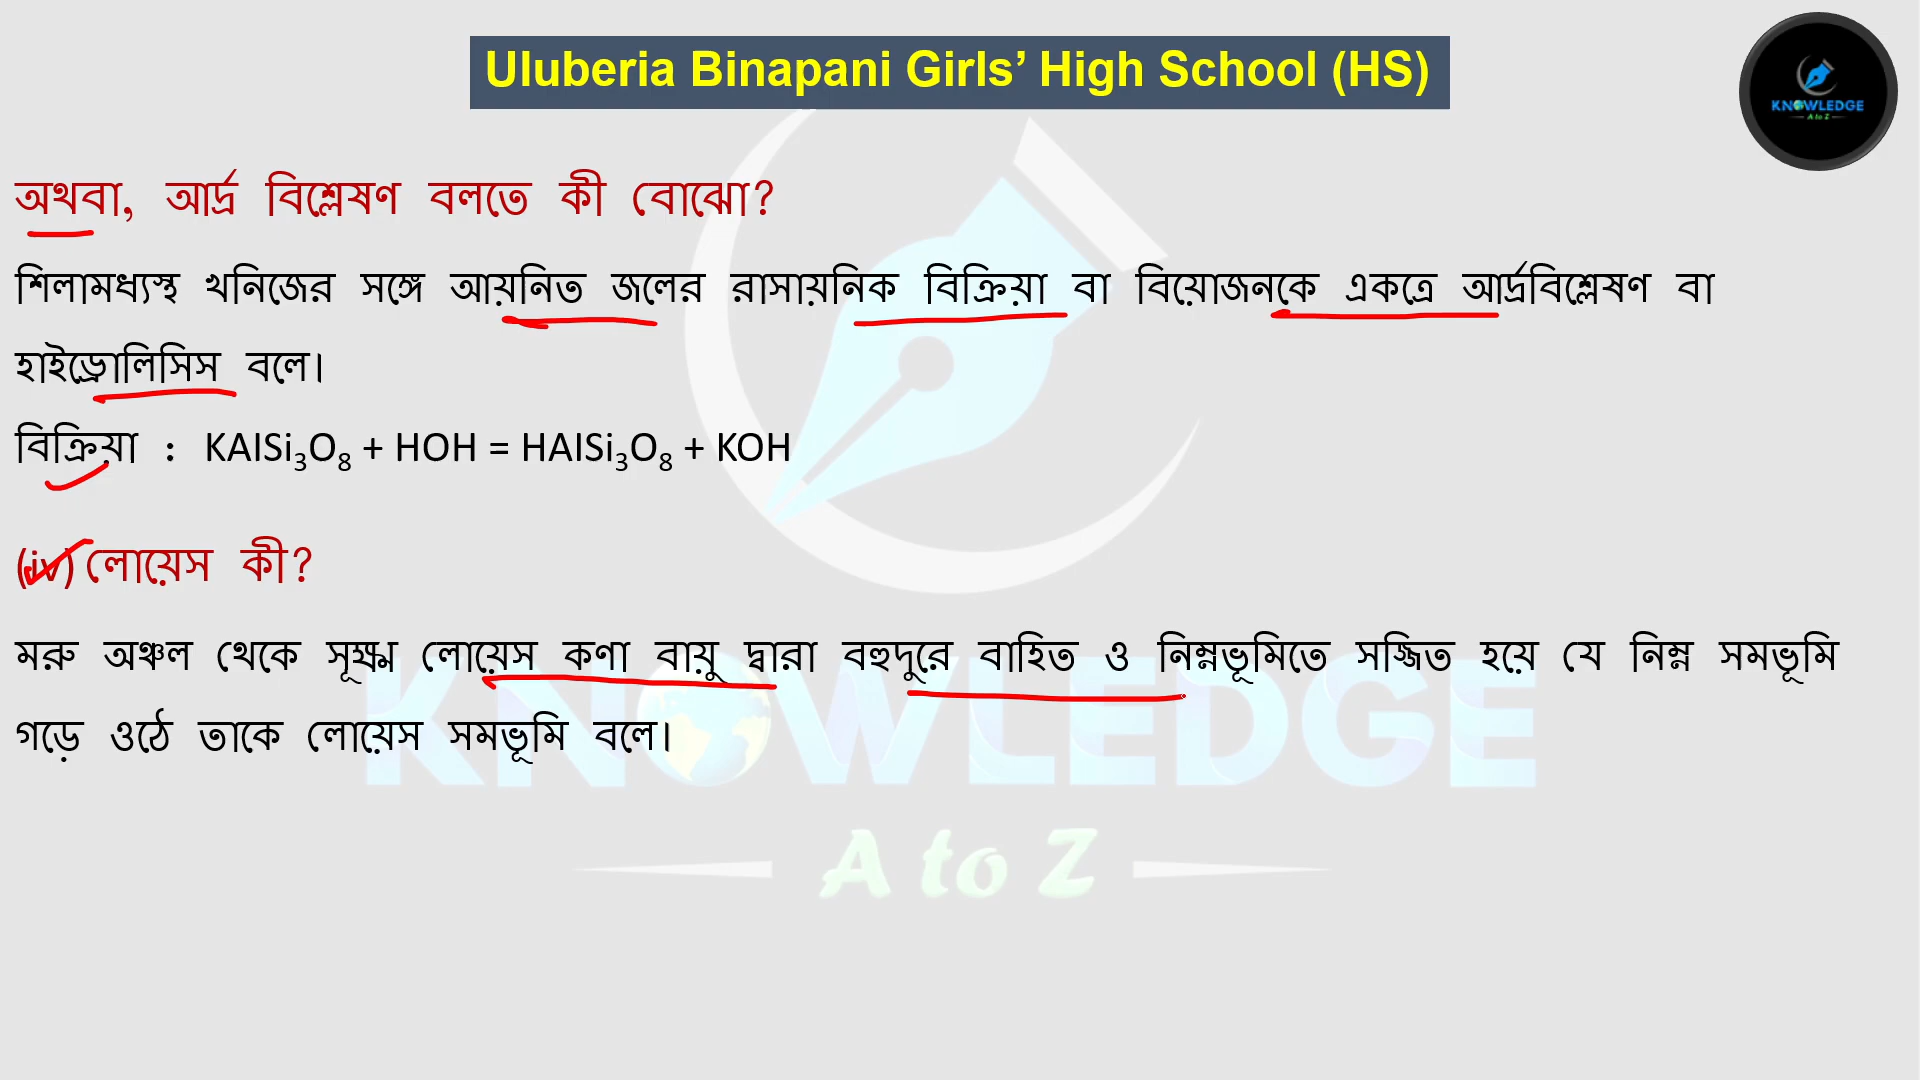 Uluberia Binapani Girls’ High School (HS)
KNOWLEDGE
A to Z
অথবা, আর্দ্র বিশ্লেষণ বলতে কী বোঝো?
শিলামধ্যস্থ খনিজের সঙ্গে আয়নিত জলের রাসায়নিক বিক্রিয়া বা বিয়োজনকে একত্রে আর্দ্রবিশ্লেষণ বা
হাইড্রোলিসিস বলে।
বিক্রিয়া : KAlSi₃O₈ + HOH = HAlSi₃O₈ + KOH
(iv) লোয়েস কী?
মরু অঞ্চল থেকে সূক্ষ্ম লোয়েস কণা বায়ু দ্বারা বহুদুরে বাহিত ও নিম্নভূমিতে সজ্জিত হয়ে যে নিম্ন সমভূমি
গড়ে ওঠে তাকে লোয়েস সমভূমি বলে।
KNOWLEDGE
A to Z